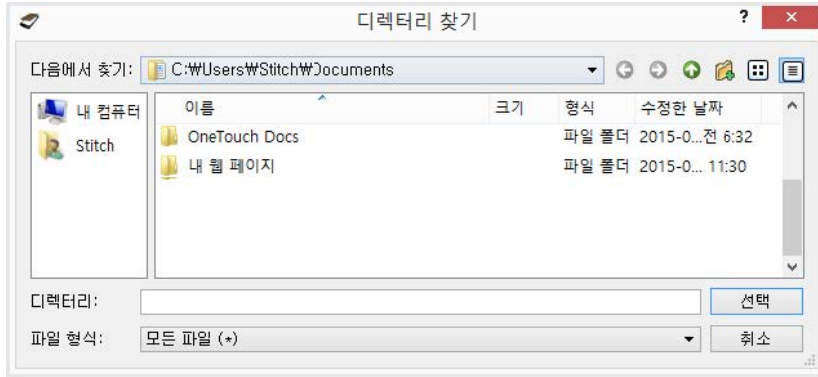 디렉터리 찾기
다음에서 찾기: C:₩Users₩Stitch₩Documents
내 컴퓨터
Stitch
이름 크기 형식 수정한 날짜
OneTouch Docs 파일 폴더 2015-0...전 6:32
내 웹 페이지 파일 폴더 2015-0... 11:30
디렉터리: 선택
파일 형식: 모든 파일 (*) 취소